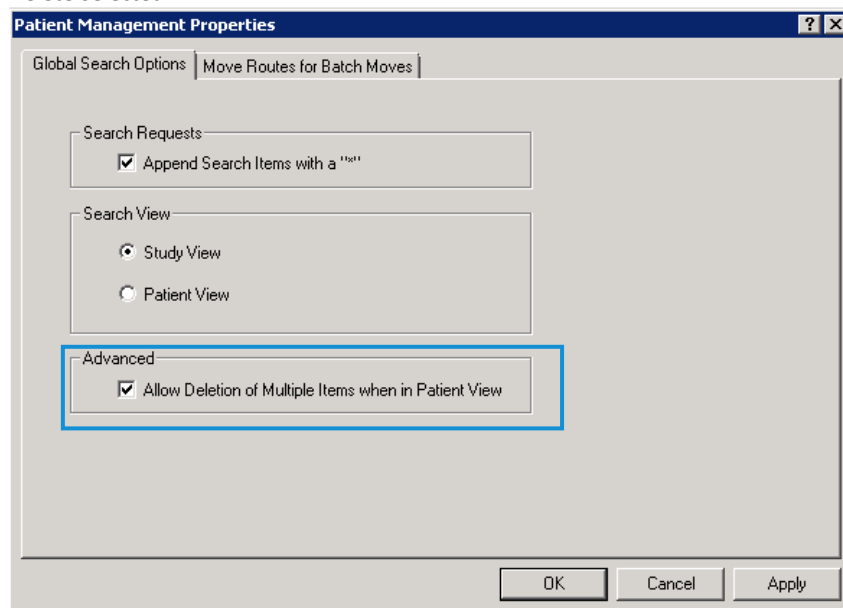 Patient Management Properties
Global Search Options Move Routes for Batch Moves
Search Requests
Append Search Items with a "*"
Search View
Study View
Patient View
Advanced
Allow Deletion of Multiple Items when in Patient View
OK Cancel Apply